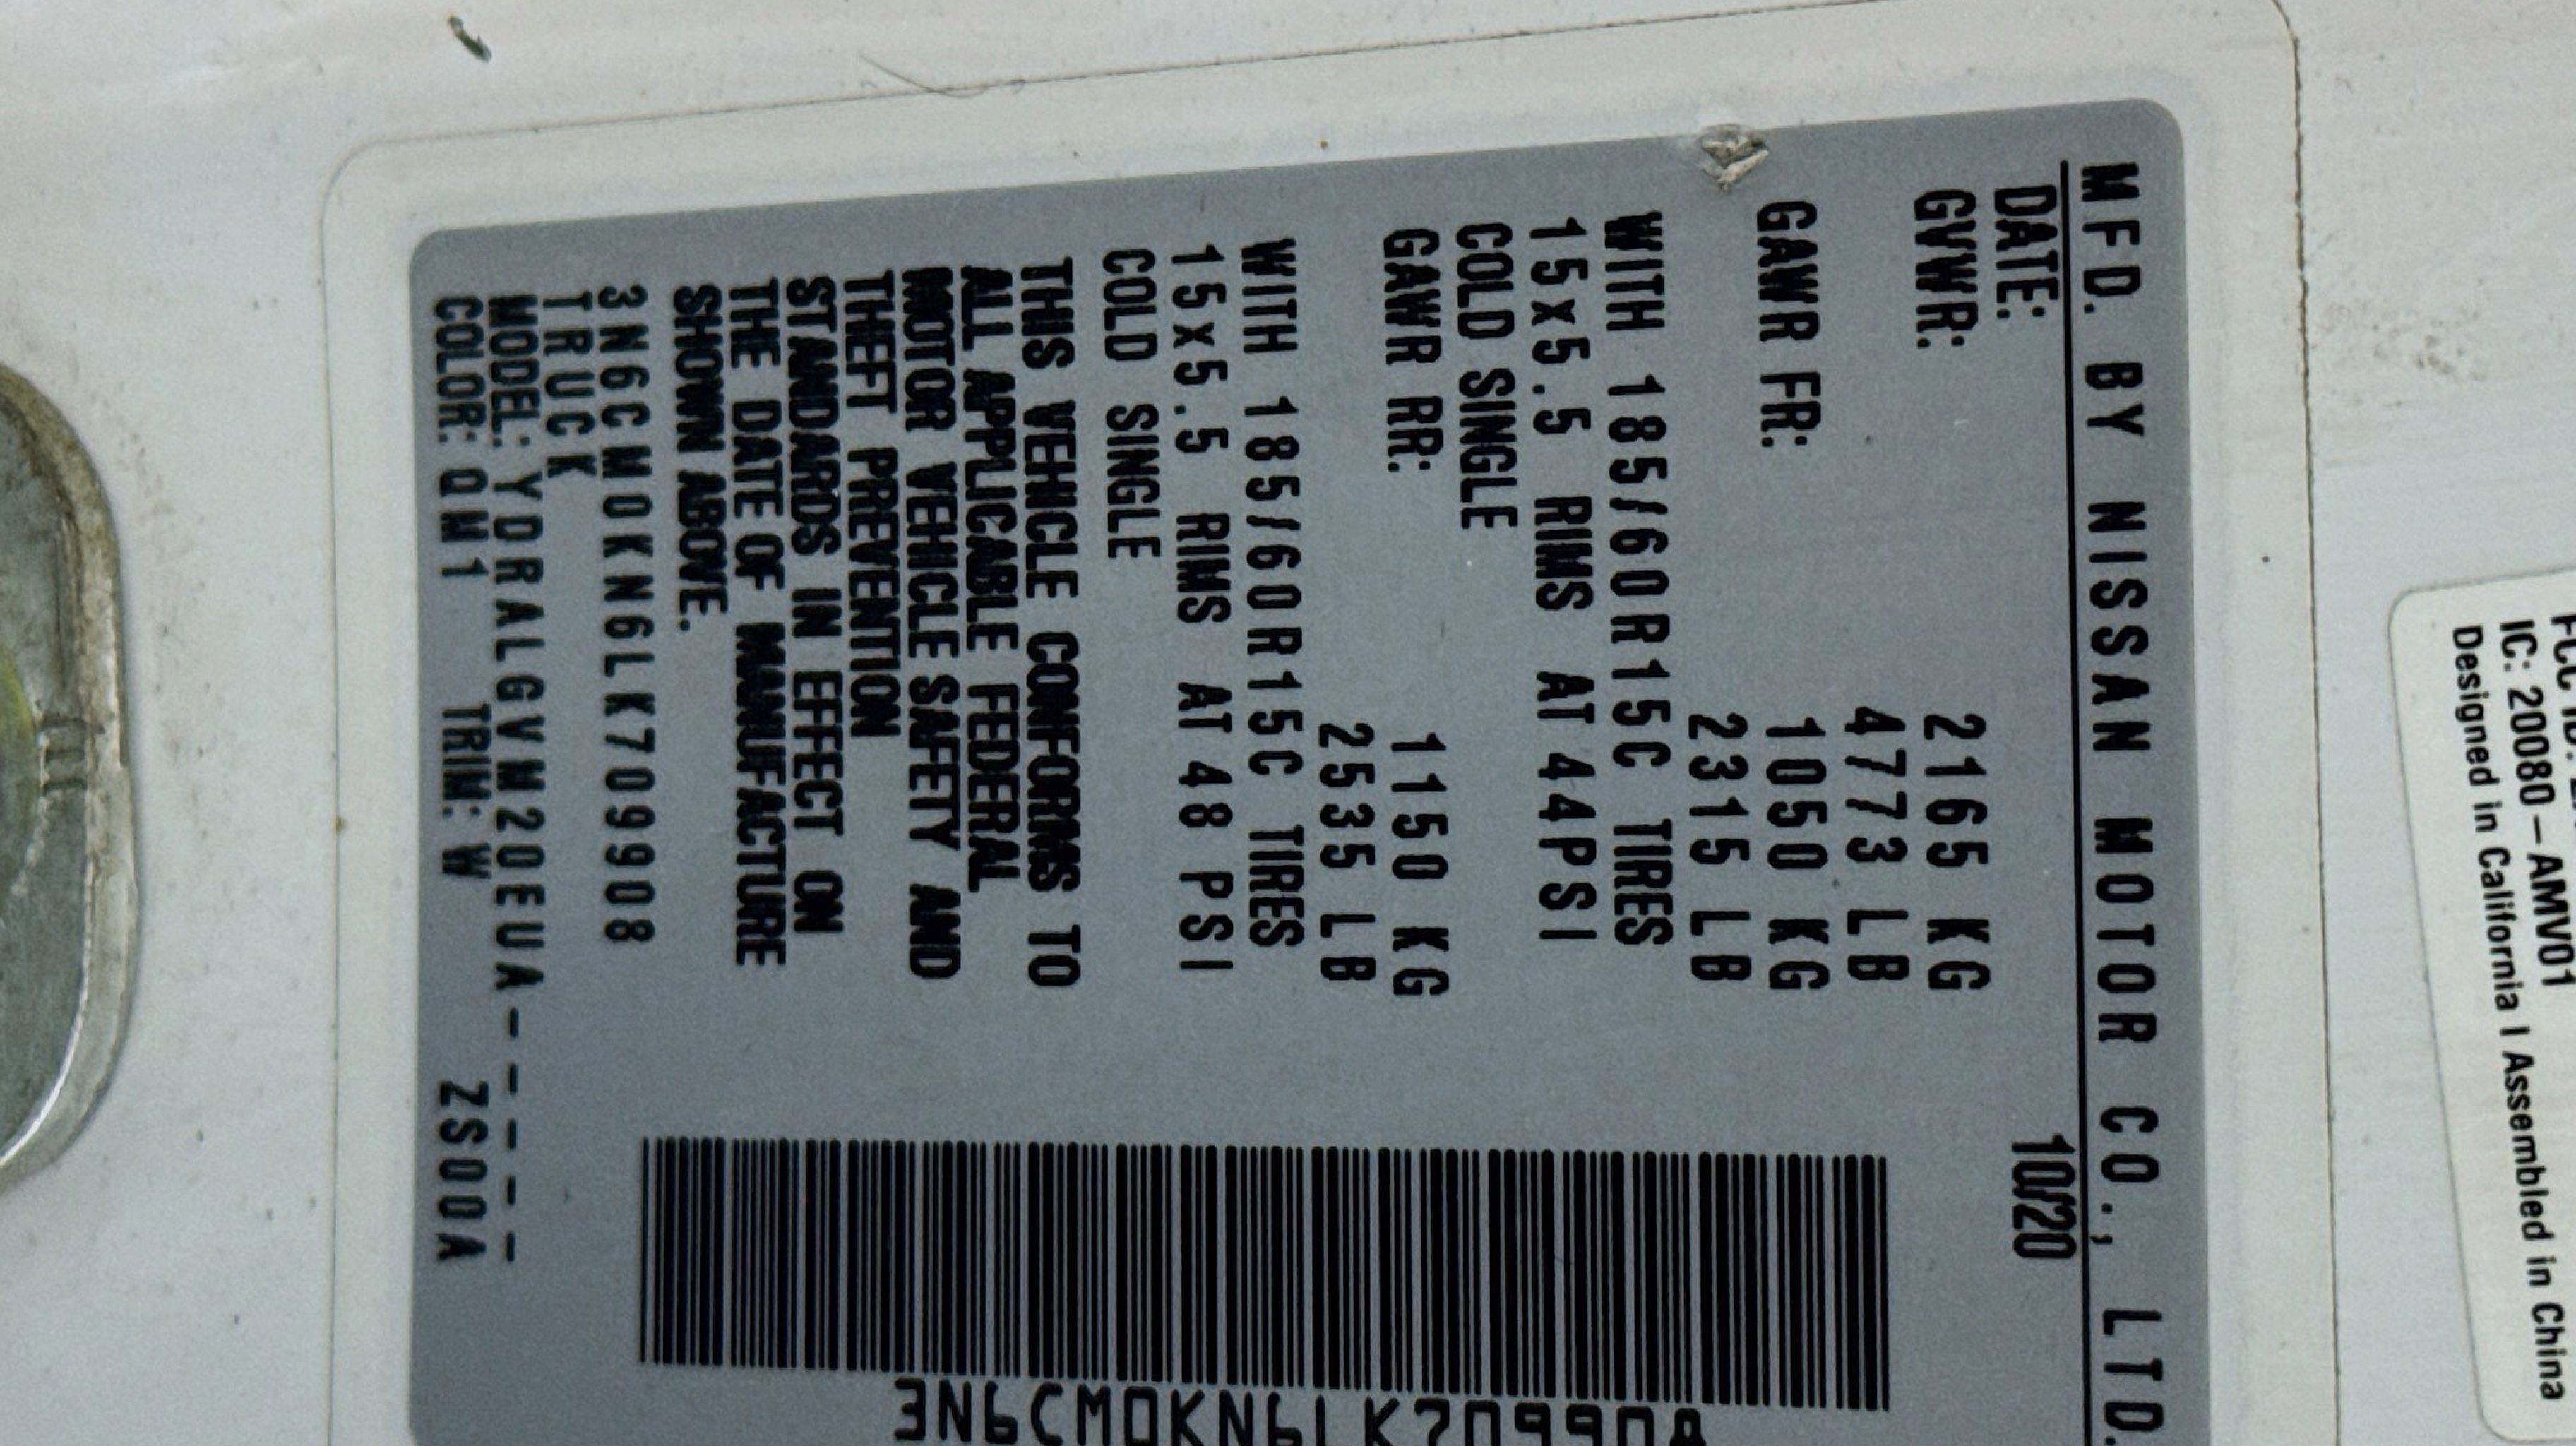 MFD. BY NISSAN MOTOR CO., LTD.
DATE: 10/20
GVWR: 2165 KG
4773 LB
GAWR FR: 1050 KG
2315 LB
WITH 185/60R15C TIRES
15x5.5 RIMS AT 44PSI
COLD SINGLE
GAWR RR: 1150 KG
2535 LB
WITH 185/60R15C TIRES
15x5.5 RIMS AT 48 PSI
COLD SINGLE
THIS VEHICLE CONFORMS TO
ALL APPLICABLE FEDERAL
MOTOR VEHICLE SAFETY AND
THEFT PREVENTION
STANDARDS IN EFFECT ON
THE DATE OF MANUFACTURE
SHOWN ABOVE.
3N6CM0KN6LK709908
TRUCK
MODEL: YDRALGVM20EUA-----
COLOR: QM1 TRIM: W ZS00A
3N6CM0KN6LK709908
FCC ID:
IC: 20080-AMV01
Designed in California | Assembled in China